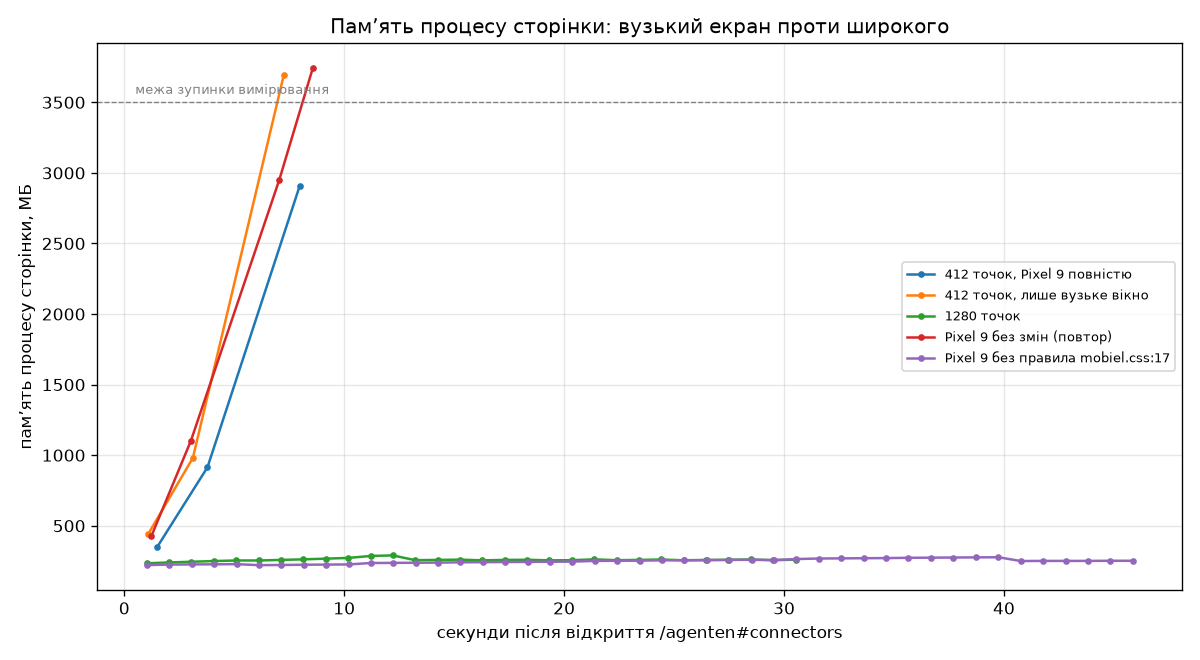 Пам’ять процесу сторінки: вузький екран проти широкого
межа зупинки вимірювання
3500
3000
2500
2000
1500
1000
500
пам’ять процесу сторінки, МБ
412 точок, Pixel 9 повністю
412 точок, лише вузьке вікно
1280 точок
Pixel 9 без змін (повтор)
Pixel 9 без правила mobiel.css:17
0 10 20 30 40
секунди після відкриття /agenten#connectors